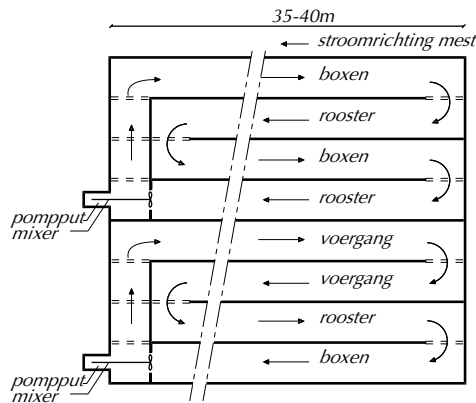 35-40m
stroomrichting mest
boxen
rooster
boxen
rooster
pompput
mixer
voergang
voergang
rooster
boxen
pompput
mixer